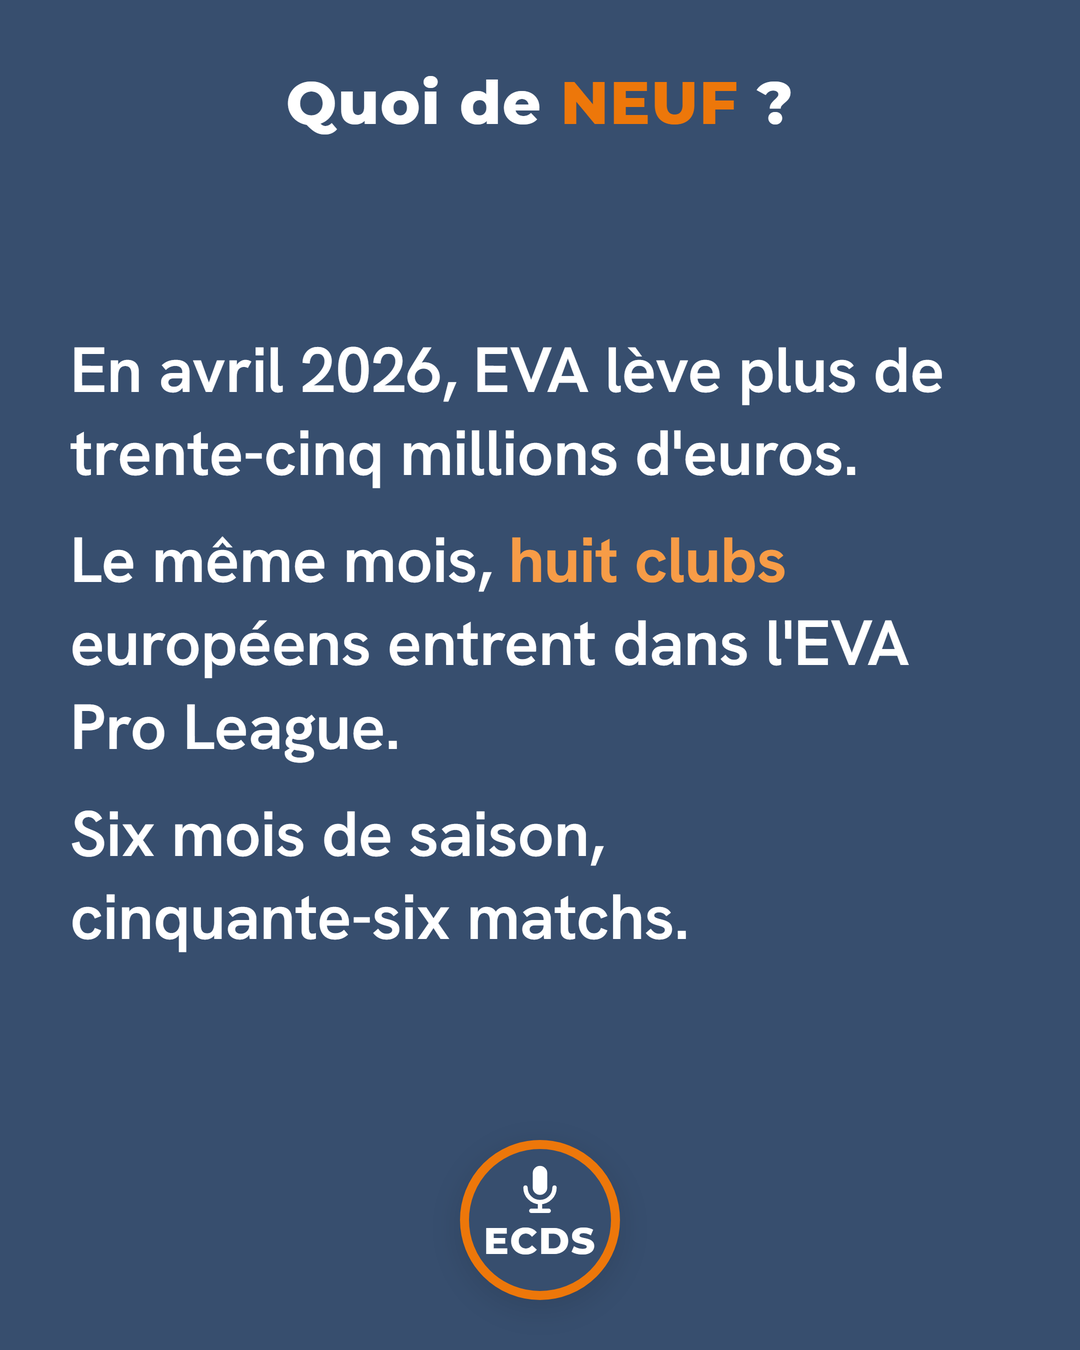 Quoi de NEUF ?
En avril 2026, EVA lève plus de
trente-cinq millions d'euros.
Le même mois, huit clubs
européens entrent dans l'EVA
Pro League.
Six mois de saison,
cinquante-six matchs.
ECDS